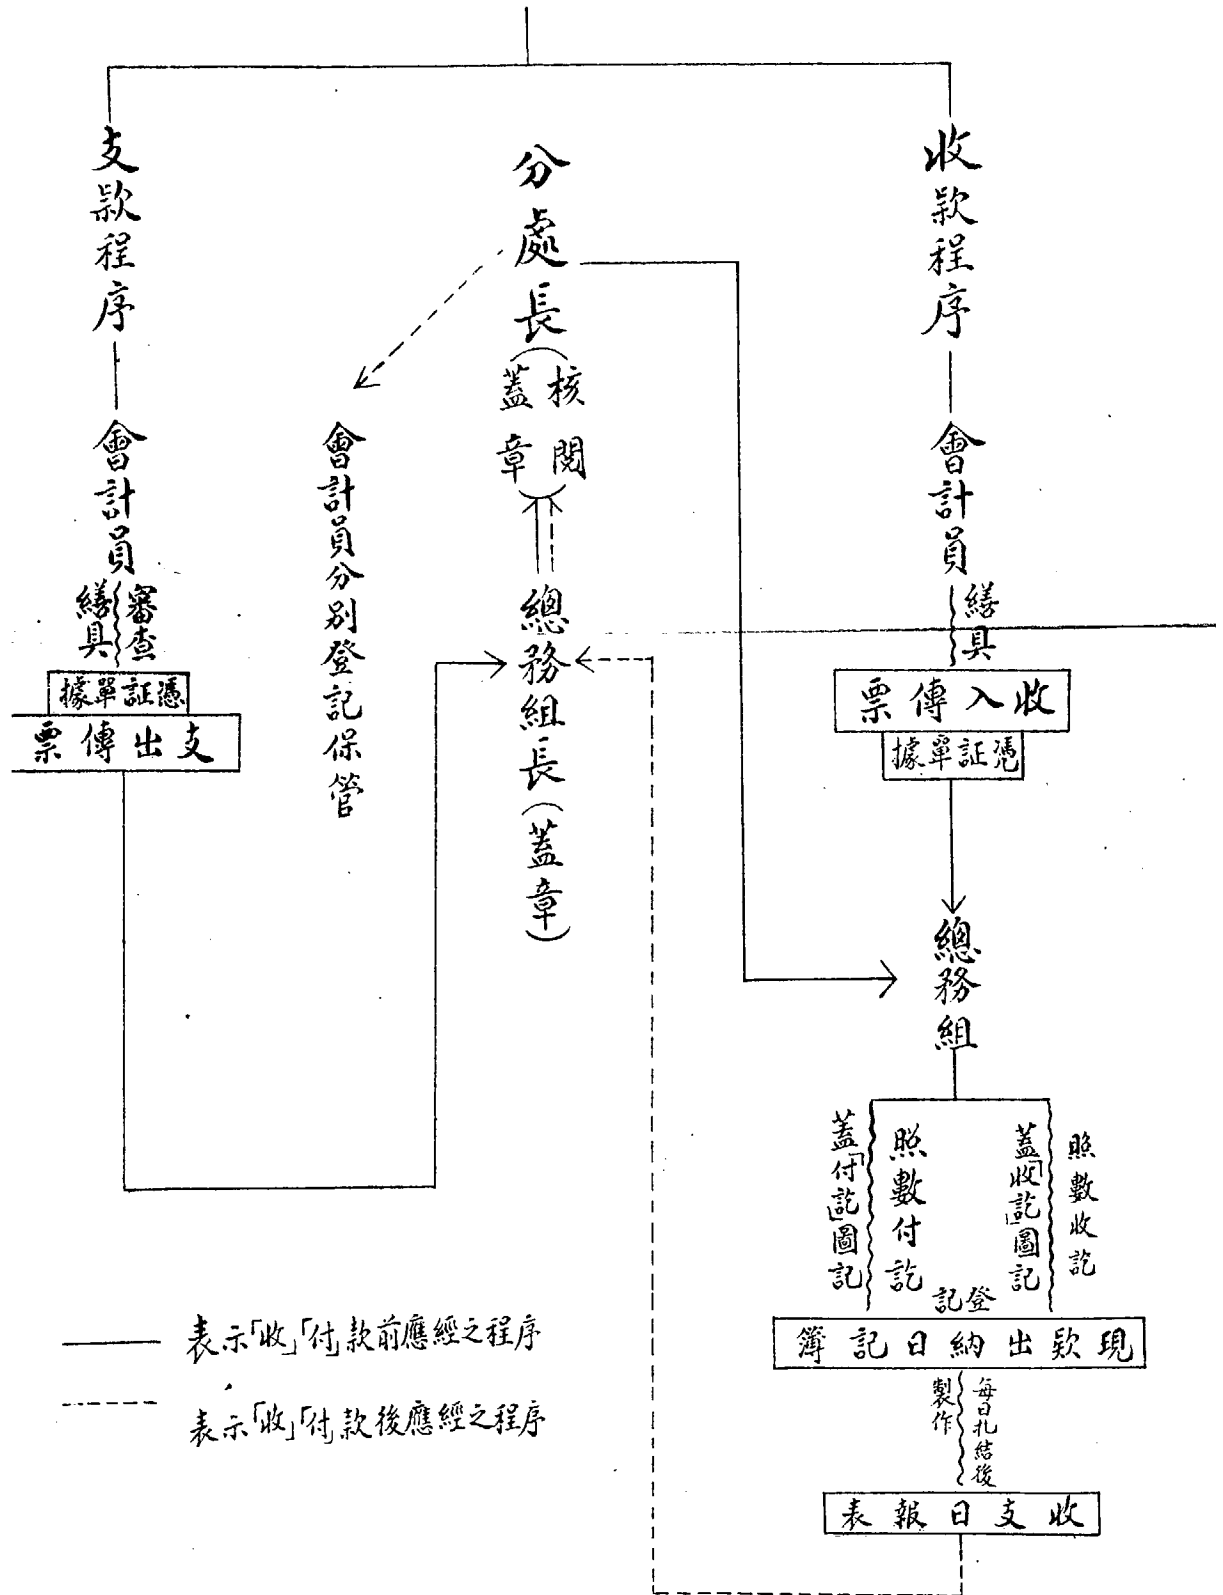 收款程序
會計員
繕具
收入傳票
憑証單據
總務組
照數收訖
蓋「收訖」圖記
照數付訖
蓋「付訖」圖記
登記
現款出納日記簿
每日扎結後
製作
收支日報表
分處長(核閱蓋章)
總務組長(蓋章)
會計員分別登記保管
支款程序
會計員
審查
繕具
憑証單據
支出傳票
表示「收」「付」款前應經之程序
表示「收」「付」款後應經之程序